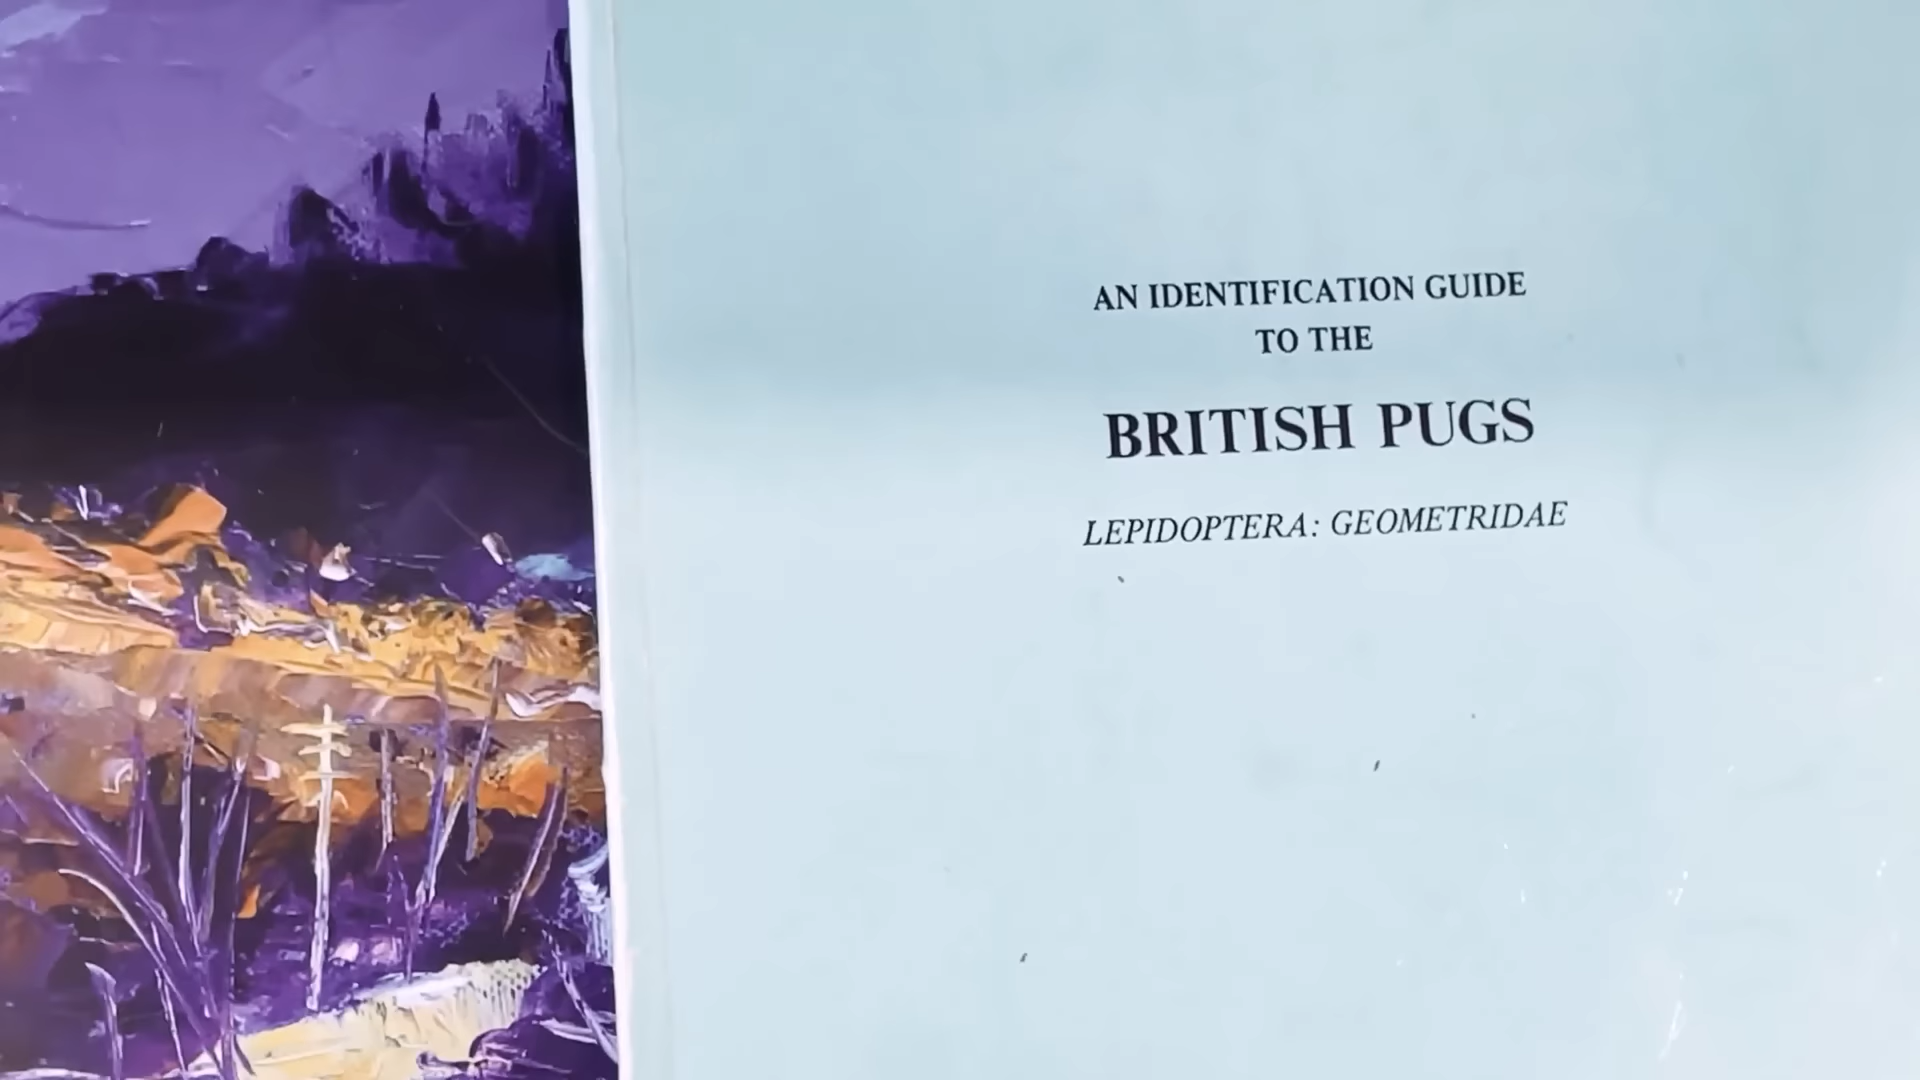 AN IDENTIFICATION GUIDE
TO THE
BRITISH PUGS
LEPIDOPTERA: GEOMETRIDAE